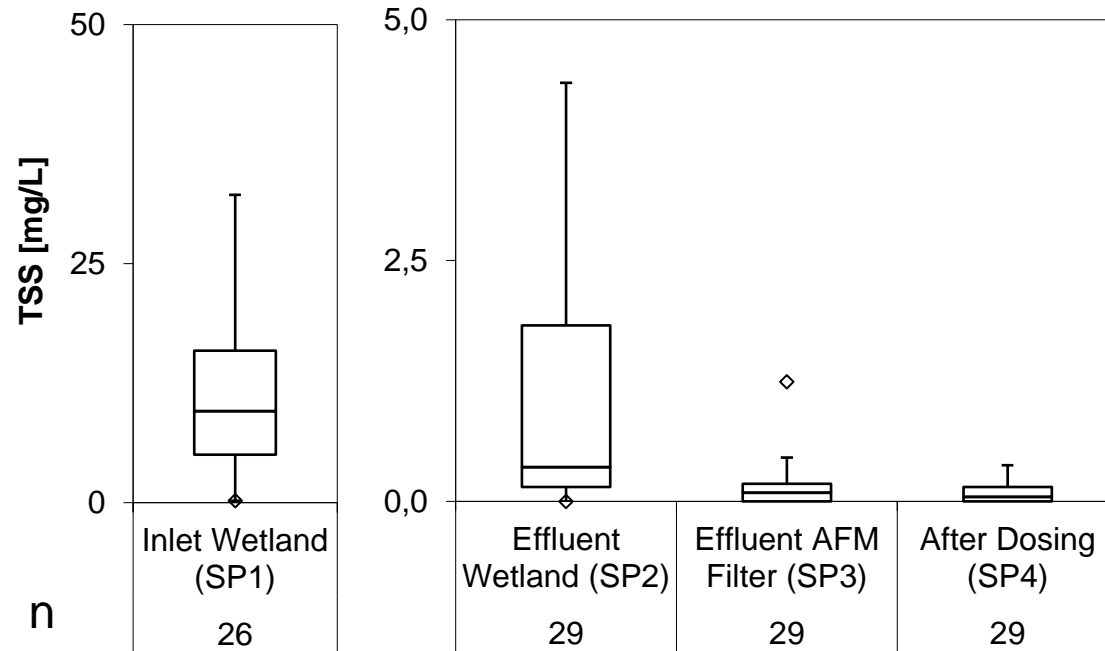 TSS [mg/L]
50
25
0
5,0
2,5
0,0
Inlet Wetland
(SP1)
Effluent
Wetland (SP2)
Effluent AFM
Filter (SP3)
After Dosing
(SP4)
n
26
29
29
29